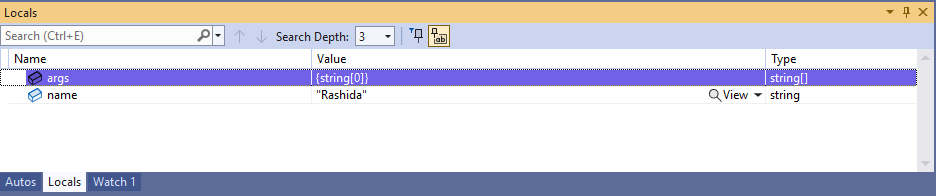 Locals
Search (Ctrl+E) Search Depth: 3
Name Value Type
args {string[0]} string[]
name "Rashida" View string
Autos Locals Watch 1